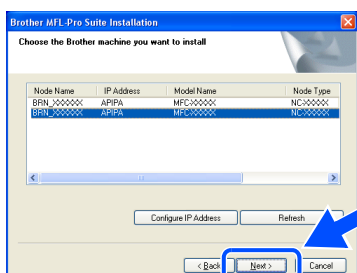 Brother MFL-Pro Suite Installation
Choose the Brother machine you want to install
Node Name IP Address Model Name Node Type
BRN_XXXXXX APIPA MFC-XXXXX NC-XXXXX
BRN_XXXXXX APIPA MFC-XXXXX NC-XXXXX
Configure IP Address Refresh
< Back Next > Cancel